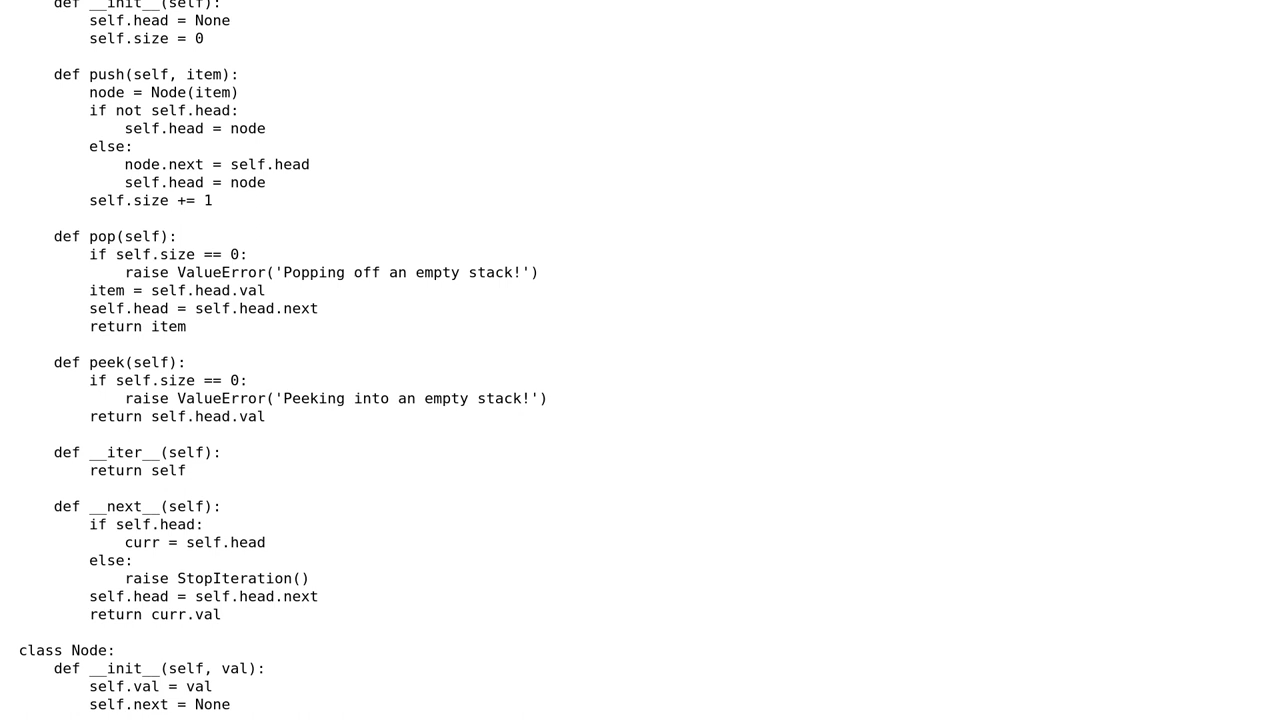 def __init__(self):
        self.head = None
        self.size = 0

    def push(self, item):
        node = Node(item)
        if not self.head:
            self.head = node
        else:
            node.next = self.head
            self.head = node
        self.size += 1

    def pop(self):
        if self.size == 0:
            raise ValueError('Popping off an empty stack!')
        item = self.head.val
        self.head = self.head.next
        return item

    def peek(self):
        if self.size == 0:
            raise ValueError('Peeking into an empty stack!')
        return self.head.val

    def __iter__(self):
        return self

    def __next__(self):
        if self.head:
            curr = self.head
        else:
            raise StopIteration()
        self.head = self.head.next
        return curr.val

class Node:
    def __init__(self, val):
        self.val = val
        self.next = None